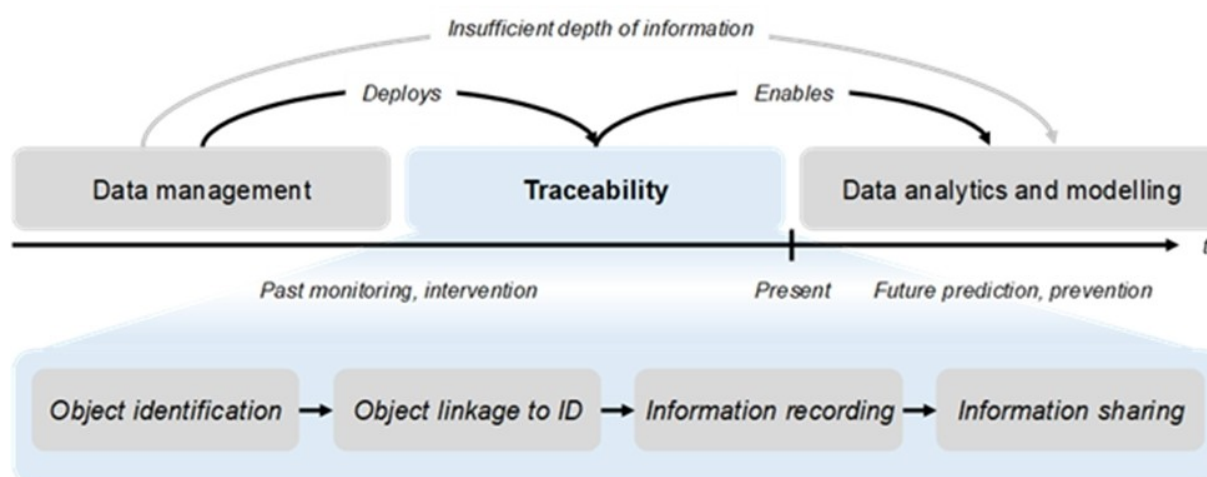 Insufficient depth of information
Deploys
Enables
Data management
Traceability
Data analytics and modelling
t
Past monitoring, intervention
Present
Future prediction, prevention
Object identification
Object linkage to ID
Information recording
Information sharing